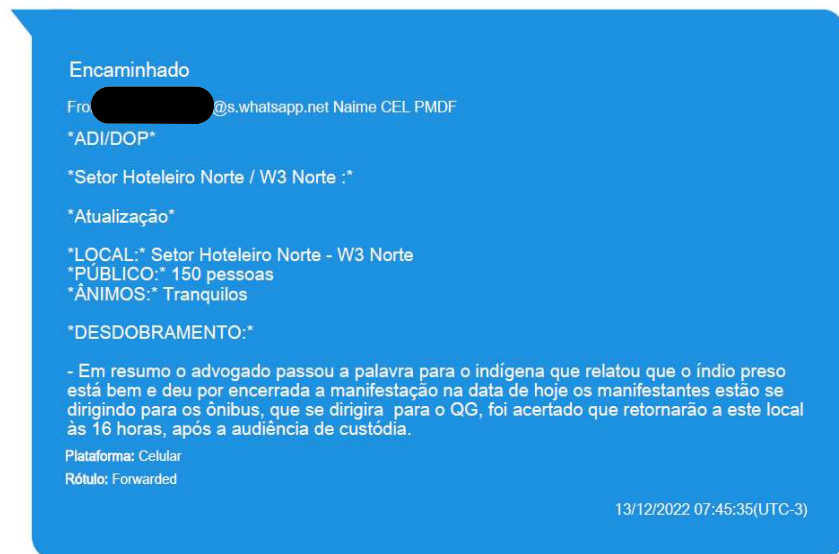 Encaminhado
Fro @s.whatsapp.net Naime CEL PMDF
*ADI/DOP*
*Setor Hoteleiro Norte / W3 Norte :*
*Atualização*
*LOCAL:* Setor Hoteleiro Norte - W3 Norte
*PÚBLICO:* 150 pessoas
*ÂNIMOS:* Tranquilos
*DESDOBRAMENTO:*
- Em resumo o advogado passou a palavra para o indígena que relatou que o índio preso
está bem e deu por encerrada a manifestação na data de hoje os manifestantes estão se
dirigindo para os ônibus, que se dirigira  para o QG, foi acertado que retornarão a este local
às 16 horas, após a audiência de custódia.
Plataforma: Celular
Rótulo: Forwarded
13/12/2022 07:45:35(UTC-3)